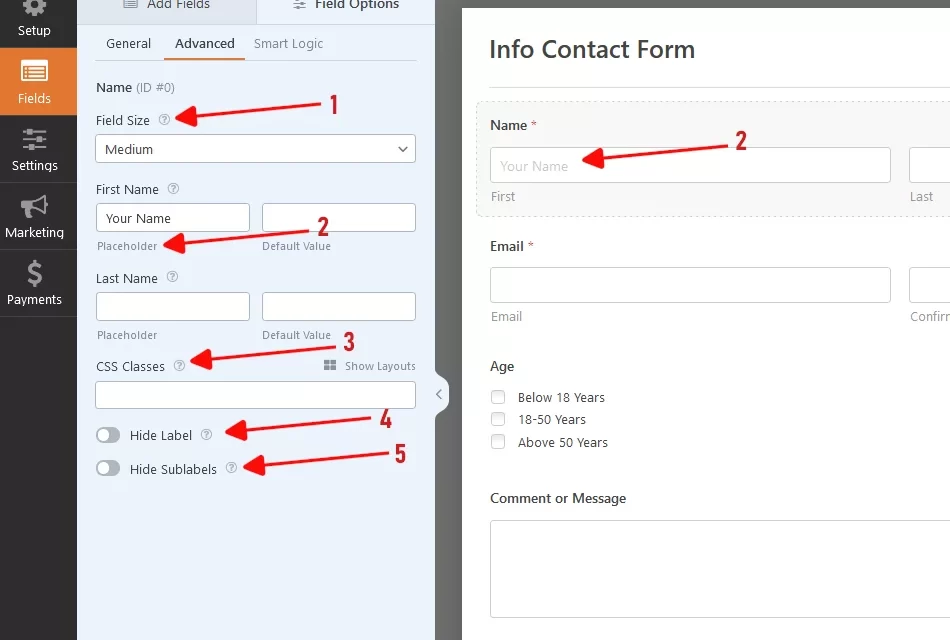 Setup
Fields
Settings
Marketing
Payments
Add Fields
Field Options
General Advanced Smart Logic
Name (ID #0)
Field Size ? 1
Medium
First Name ?
Your Name
2
Placeholder Default Value
Last Name ?
Placeholder Default Value
3
CSS Classes ? Show Layouts
Hide Label ? 4
Hide Sublabels ? 5
Info Contact Form
Name *
2
Your Name
First Last
Email *
Email Confirm
Age
Below 18 Years
18-50 Years
Above 50 Years
Comment or Message